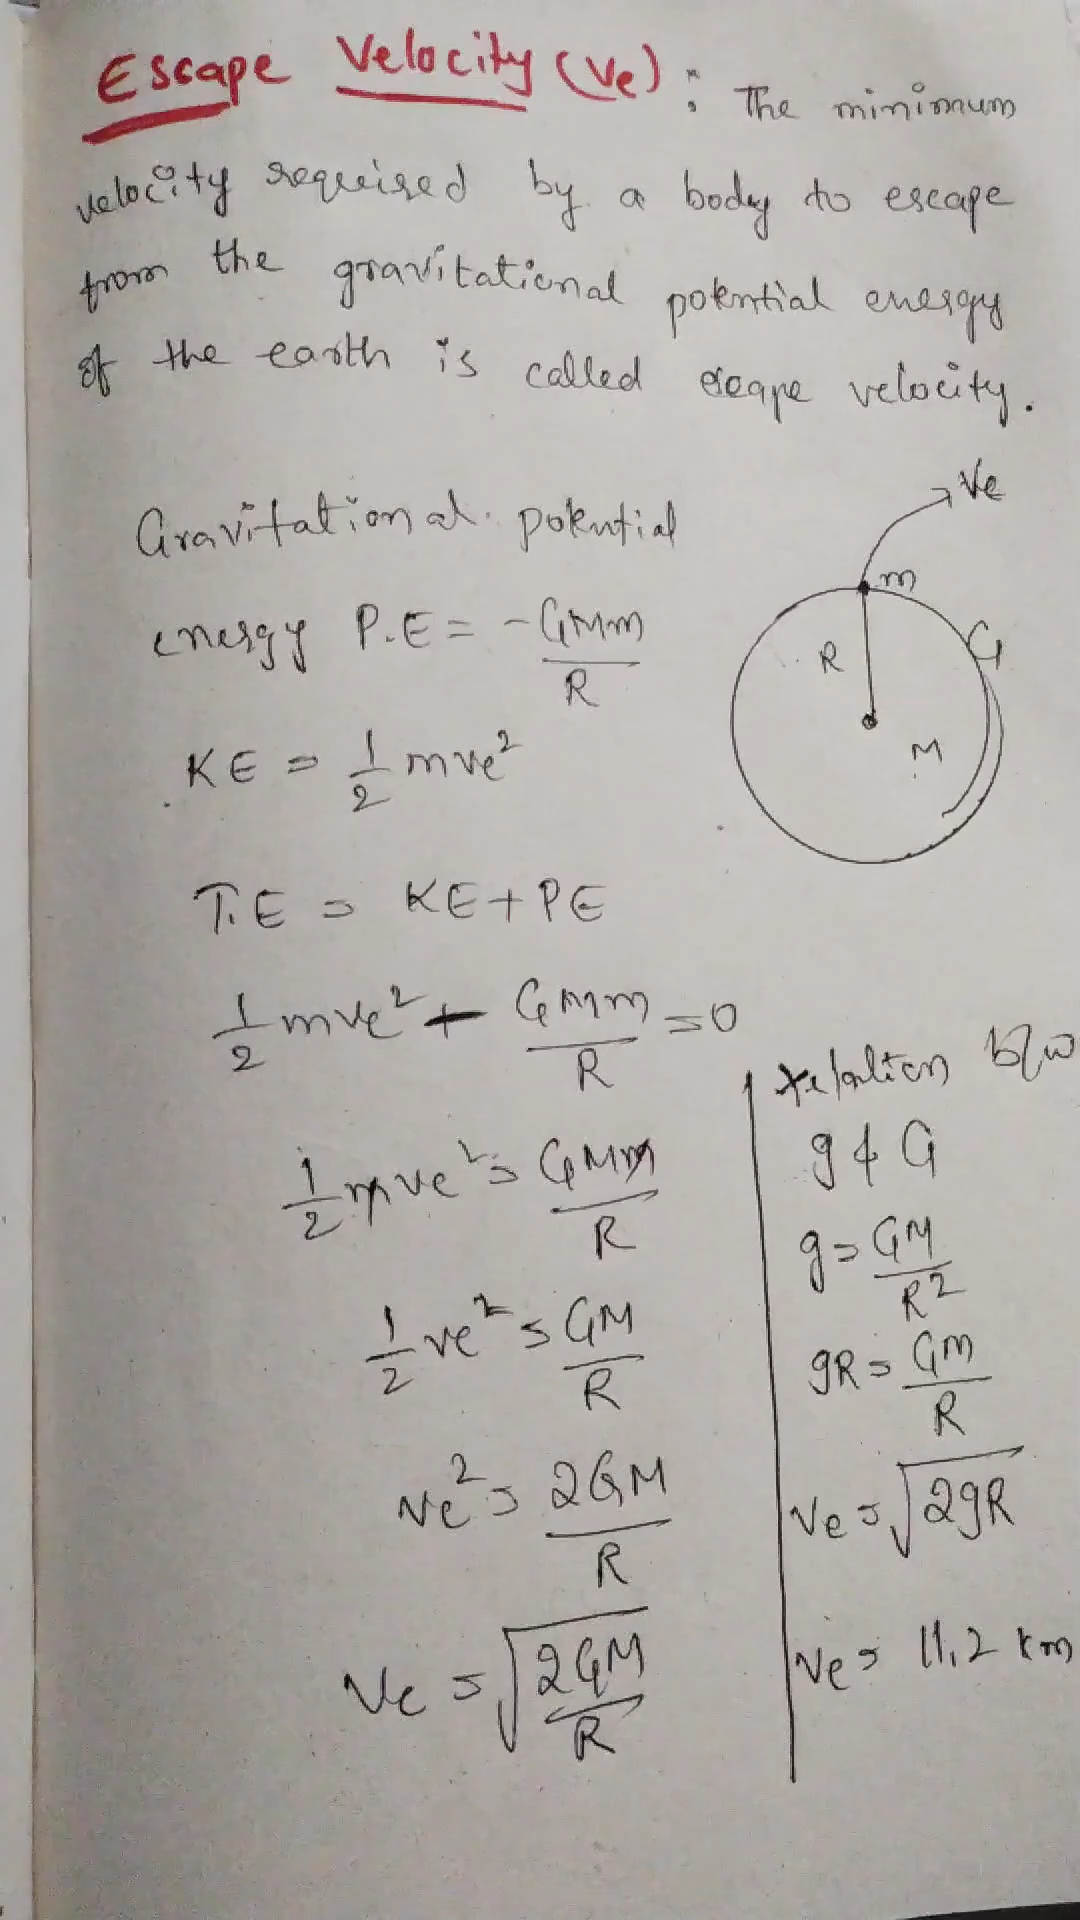 Escape Velocity (Ve) : The minimum
velocity required by a body to escape
from the gravitational potential energy
of the earth is called escape velocity.
Ve
m
R
G
M
Gravitational potential
energy P.E = -GMm/R
KE = 1/2 mve²
T.E = KE + PE
1/2 mve² + GMm/R = 0
1/2 mve² = GMm/R
1/2 ve² = GM/R
ve² = 2GM/R
Ve = √(2GM/R)
relation b/w
g & G
g = GM/R²
gR = GM/R
Ve = √2gR
Ve = 11.2 km